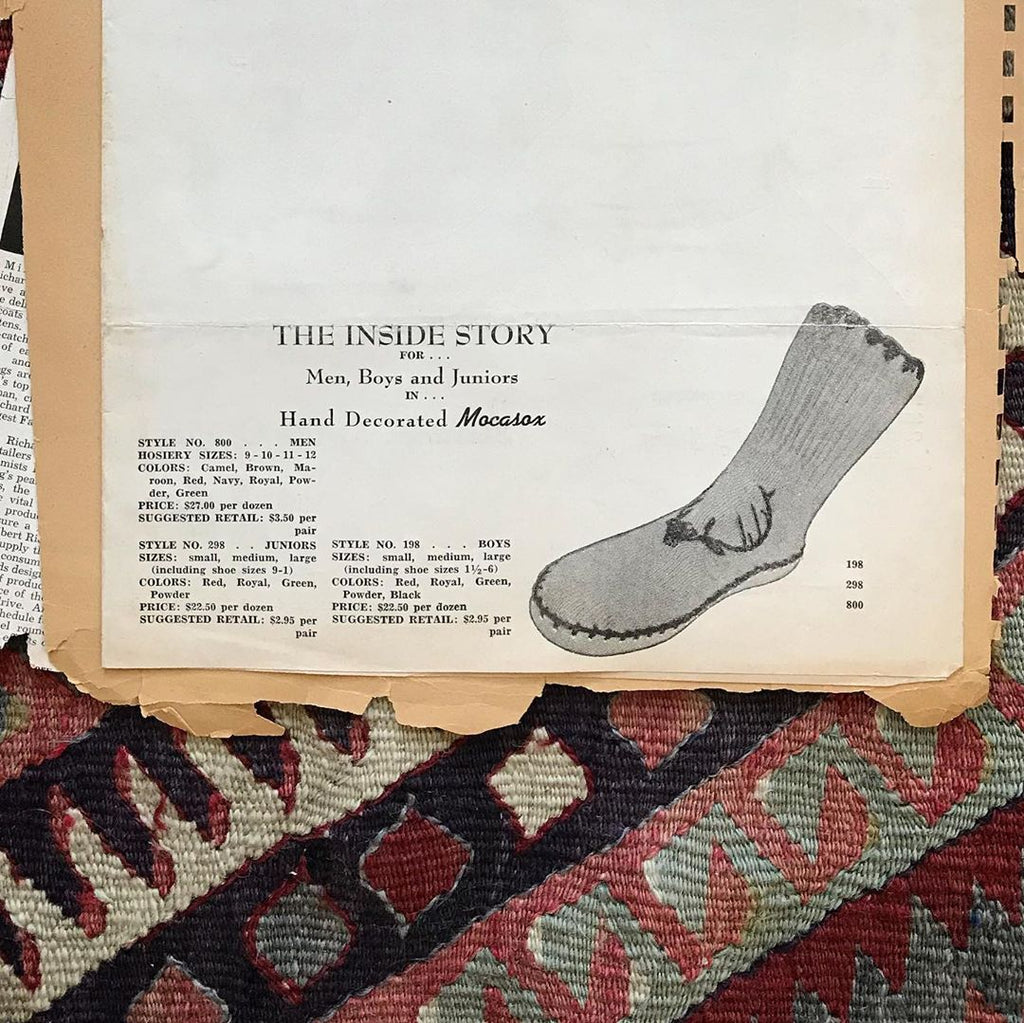 THE INSIDE STORY
FOR . . .
Men, Boys and Juniors
IN . . .
Hand Decorated Mocasox
STYLE NO. 800 . . . MEN
HOSIERY SIZES: 9 - 10 - 11 - 12
COLORS: Camel, Brown, Ma-
roon, Red, Navy, Royal, Pow-
der, Green
PRICE: $27.00 per dozen
SUGGESTED RETAIL: $3.50 per
pair
STYLE NO. 298 . . JUNIORS
SIZES: small, medium, large
(including shoe sizes 9-1)
COLORS: Red, Royal, Green,
Powder
PRICE: $22.50 per dozen
SUGGESTED RETAIL: $2.95 per
pair
STYLE NO. 198 . . . BOYS
SIZES: small, medium, large
(including shoe sizes 1½-6)
COLORS: Red, Royal, Green,
Powder, Black
PRICE: $22.50 per dozen
SUGGESTED RETAIL: $2.95 per
pair
198
298
800